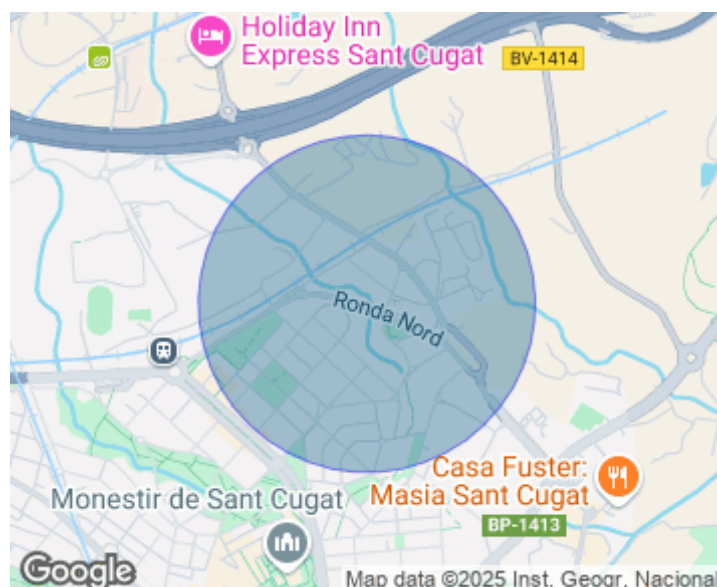 Holiday Inn
Express Sant Cugat
BV-1414
Ronda Nord
Casa Fuster:
Masia Sant Cugat
Monestir de Sant Cugat
BP-1413
Google
Map data ©2025 Inst. Geogr. Nacional